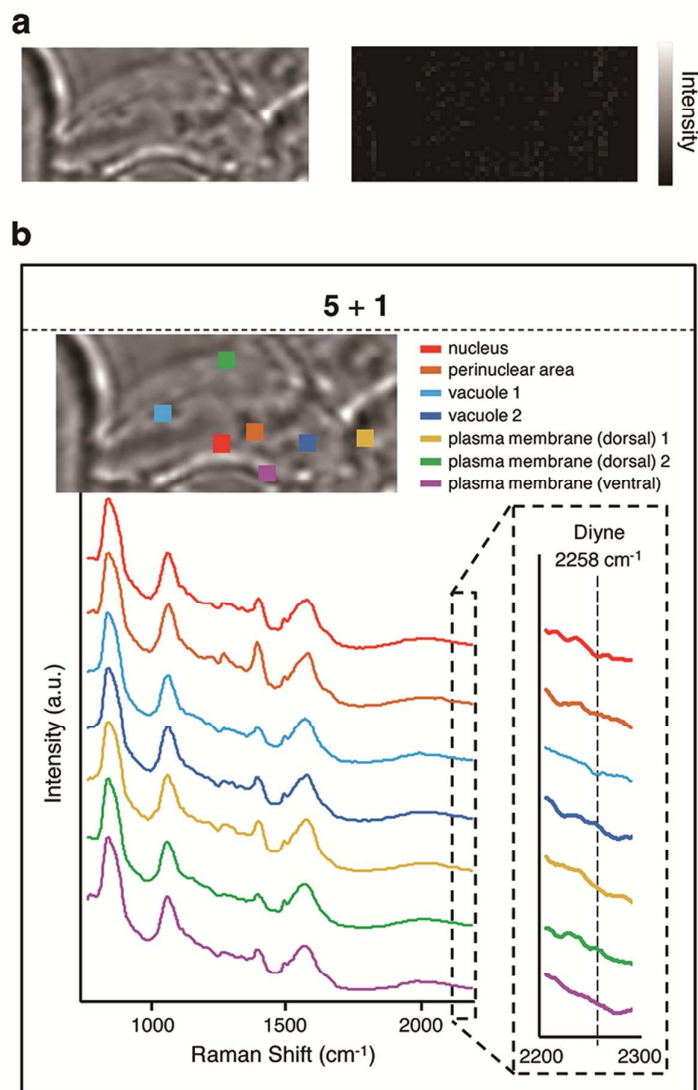 a
Intensity
b
5 + 1
nucleus
perinuclear area
vacuole 1
vacuole 2
plasma membrane (dorsal) 1
plasma membrane (dorsal) 2
plasma membrane (ventral)
Diyne
2258 cm⁻¹
Intensity (a.u.)
1000
1500
2000
2200
2300
Raman Shift (cm⁻¹)